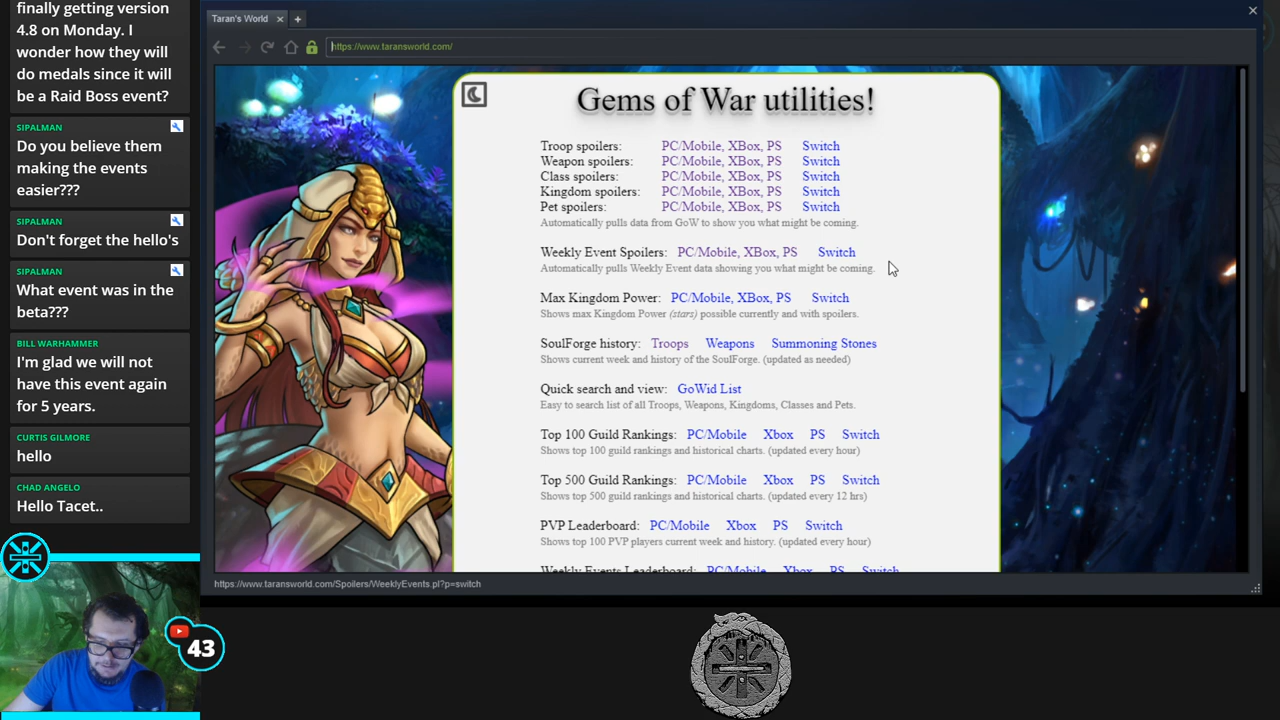 finally getting version
4.8 on Monday. I
wonder how they will
do medals since it will
be a Raid Boss event?
SIPALMAN
Do you believe them
making the events
easier???
SIPALMAN
Don't forget the hello's
SIPALMAN
What event was in the
beta???
BILL WARHAMMER
I'm glad we will not
have this event again
for 5 years.
CURTIS GILMORE
hello
CHAD ANGELO
Hello Tacet..
43
Taran's World
https://www.taransworld.com/
Gems of War utilities!
Troop spoilers: PC/Mobile, XBox, PS Switch
Weapon spoilers: PC/Mobile, XBox, PS Switch
Class spoilers: PC/Mobile, XBox, PS Switch
Kingdom spoilers: PC/Mobile, XBox, PS Switch
Pet spoilers: PC/Mobile, XBox, PS Switch
Automatically pulls data from GoW to show you what might be coming.
Weekly Event Spoilers: PC/Mobile, XBox, PS Switch
Automatically pulls Weekly Event data showing you what might be coming.
Max Kingdom Power: PC/Mobile, XBox, PS Switch
Shows max Kingdom Power (stars) possible currently and with spoilers.
SoulForge history: Troops Weapons Summoning Stones
Shows current week and history of the SoulForge. (updated as needed)
Quick search and view: GoWid List
Easy to search list of all Troops, Weapons, Kingdoms, Classes and Pets.
Top 100 Guild Rankings: PC/Mobile Xbox PS Switch
Shows top 100 guild rankings and historical charts. (updated every hour)
Top 500 Guild Rankings: PC/Mobile Xbox PS Switch
Shows top 500 guild rankings and historical charts. (updated every 12 hrs)
PVP Leaderboard: PC/Mobile Xbox PS Switch
Shows top 100 PVP players current week and history. (updated every hour)
Weekly Events Leaderboard: PC/Mobile Xbox PS Switch
https://www.taransworld.com/Spoilers/WeeklyEvents.pl?p=switch